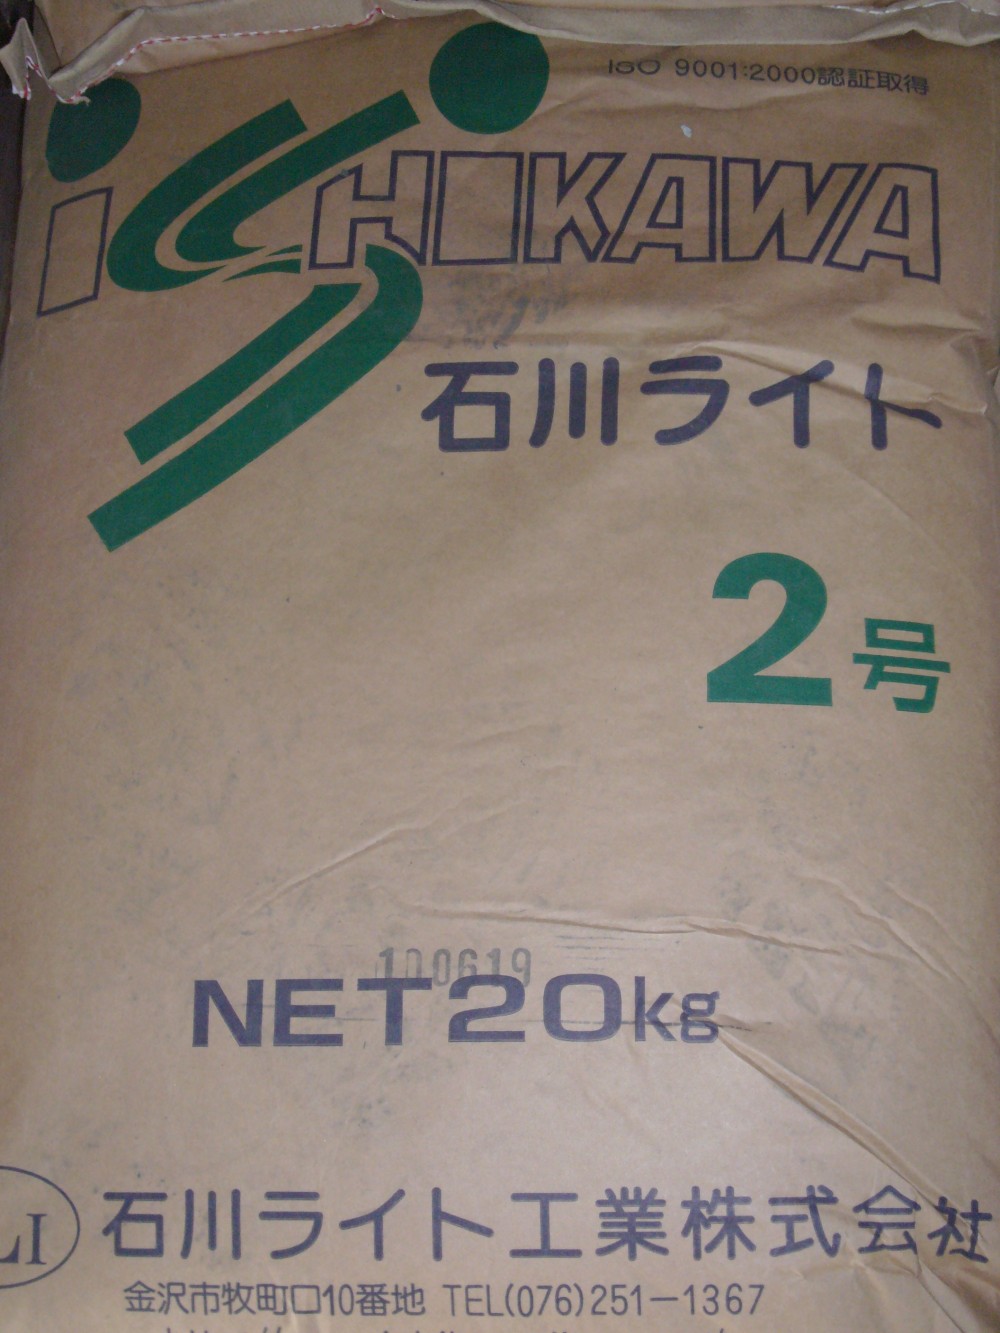 ISO 9001:2000認証取得
iSHIKAWA
石川ライト
2号
100619
NET20kg
LI
石川ライト工業株式会社
金沢市牧町口10番地 TEL(076)251-1367